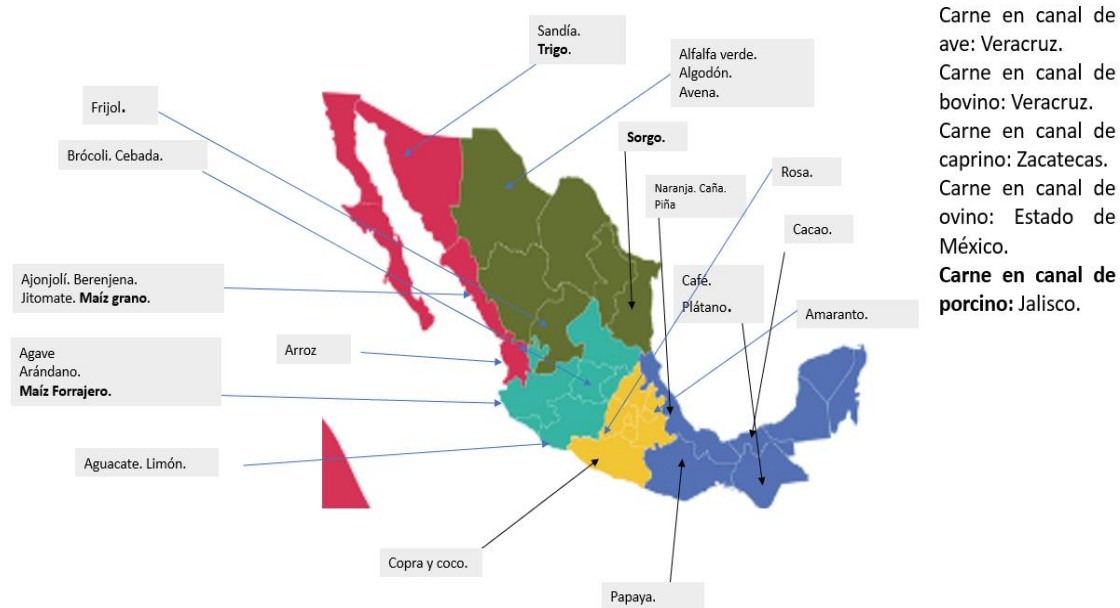 Sandía.
Trigo.
Alfalfa verde.
Algodón.
Avena.
Frijol.
Brócoli. Cebada.
Sorgo.
Naranja. Caña.
Piña
Rosa.
Cacao.
Ajonjolí. Berenjena.
Jitomate. Maíz grano.
Café.
Plátano.
Amaranto.
Agave
Arándano.
Maíz Forrajero.
Arroz
Aguacate. Limón.
Copra y coco.
Papaya.
Carne en canal de
ave: Veracruz.
Carne en canal de
bovino: Veracruz.
Carne en canal de
caprino: Zacatecas.
Carne en canal de
ovino: Estado de
México.
Carne en canal de
porcino: Jalisco.